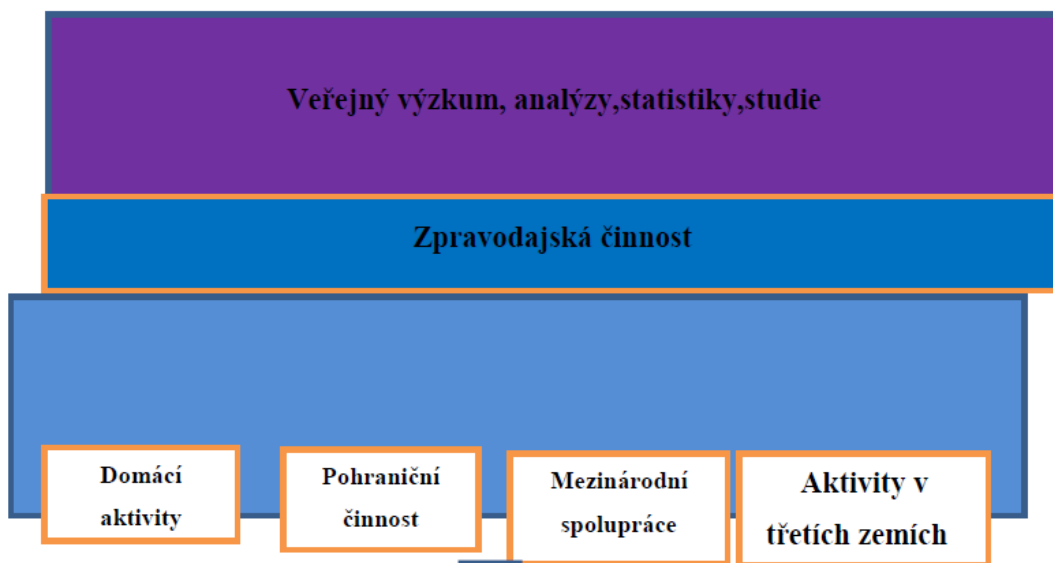 Veřejný výzkum, analýzy,statistiky,studie
Zpravodajská činnost
Domácí
aktivity
Pohraniční
činnost
Mezinárodní
spolupráce
Aktivity v
třetích zemích